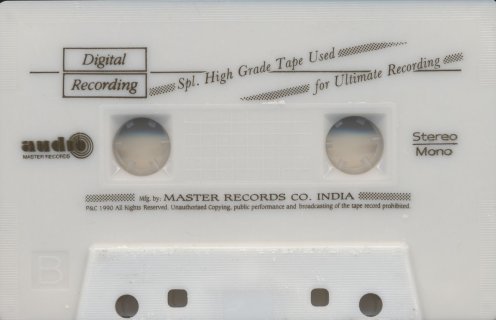 Digital
Recording
Spl. High Grade Tape Used
for Ultimate Recording
audio
MASTER RECORDS
Stereo
Mono
Mfg. by: MASTER RECORDS CO. INDIA
P&C 1990 All Rights Reserved. Unauthorised Copying, public performance and broadcasting of the tape record prohibited.
B